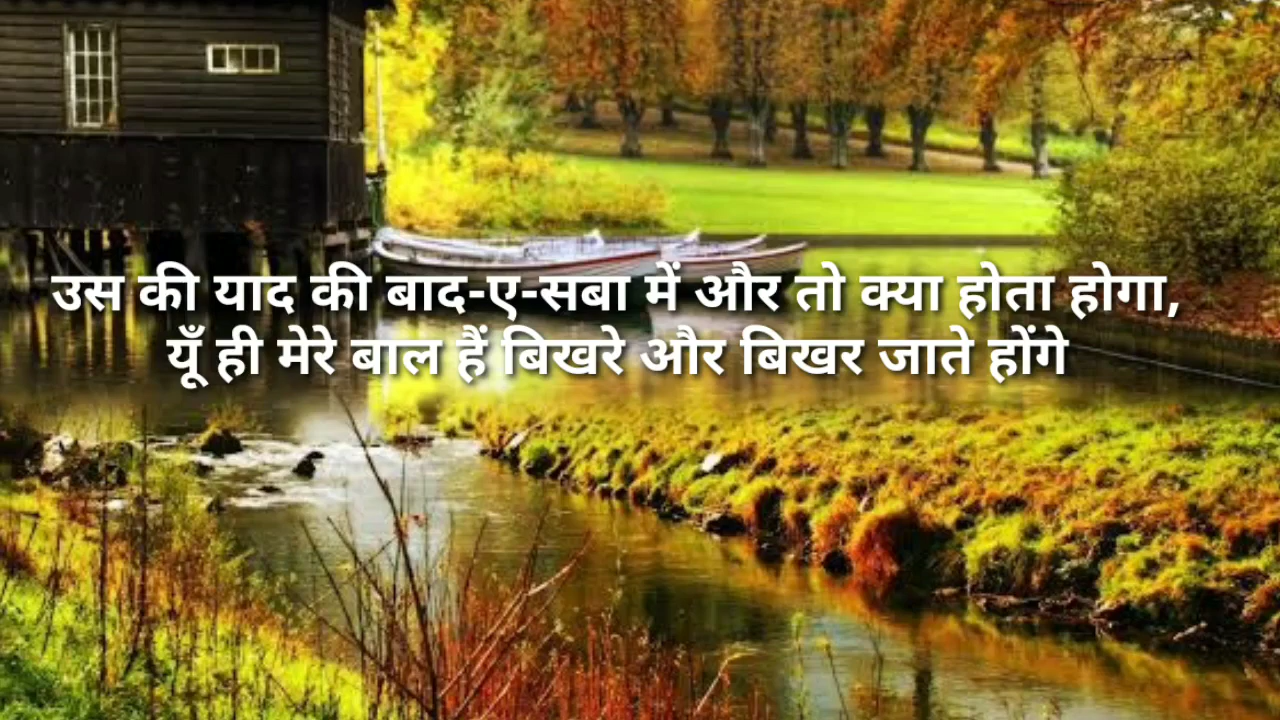 उस की याद की बाद-ए-सबा में और तो क्या होता होगा,
यूँ ही मेरे बाल हैं बिखरे और बिखर जाते होंगे